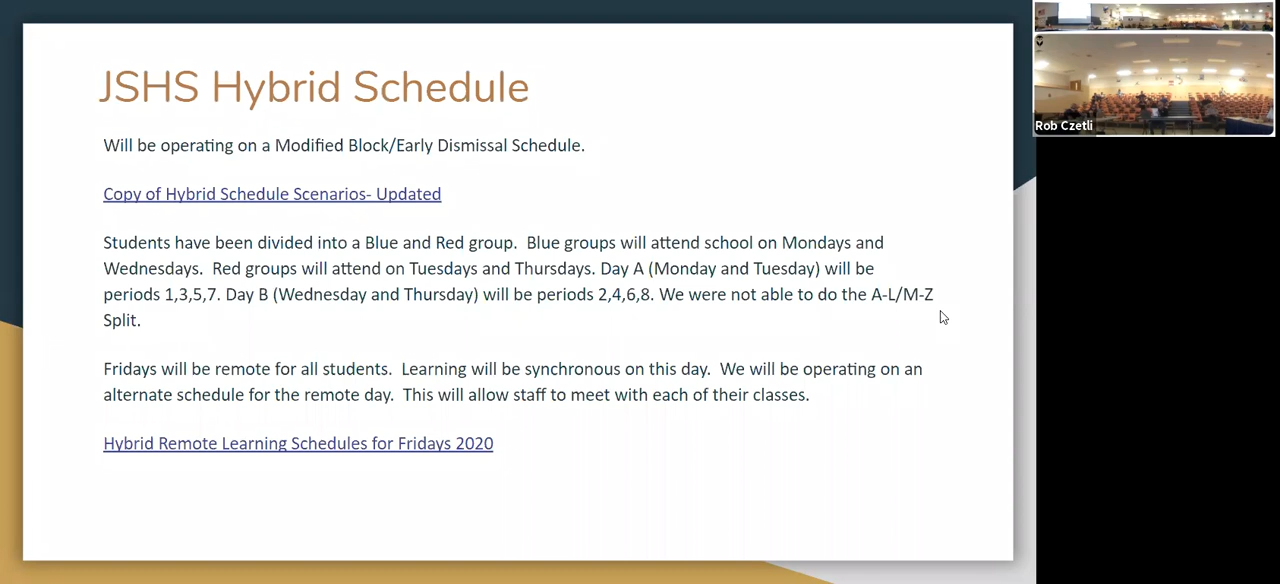 JSHS Hybrid Schedule
Will be operating on a Modified Block/Early Dismissal Schedule.
Copy of Hybrid Schedule Scenarios- Updated
Students have been divided into a Blue and Red group.  Blue groups will attend school on Mondays and
Wednesdays.  Red groups will attend on Tuesdays and Thursdays. Day A (Monday and Tuesday) will be
periods 1,3,5,7. Day B (Wednesday and Thursday) will be periods 2,4,6,8. We were not able to do the A-L/M-Z
Split.
Fridays will be remote for all students.  Learning will be synchronous on this day.  We will be operating on an
alternate schedule for the remote day.  This will allow staff to meet with each of their classes.
Hybrid Remote Learning Schedules for Fridays 2020
Rob Czetli